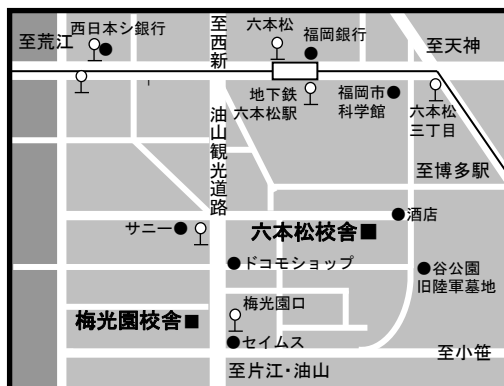 西日本シ銀行
至荒江
至西新
六本松
福岡銀行
至天神
地下鉄
六本松駅
福岡市
科学館
六本松
三丁目
油山観光道路
至博多駅
サニー
六本松校舎
酒店
ドコモショップ
谷公園
旧陸軍墓地
梅光園校舎
梅光園口
セイムス
至小笹
至片江・油山